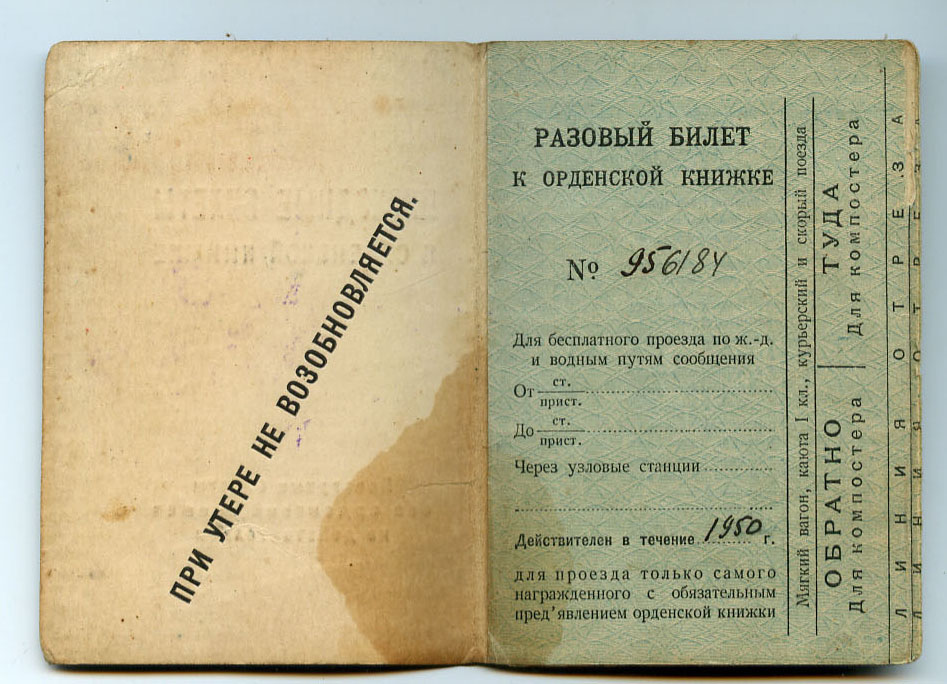 ПРИ УТЕРЕ НЕ ВОЗОБНОВЛЯЕТСЯ.
РАЗОВЫЙ БИЛЕТ
К ОРДЕНСКОЙ КНИЖКЕ
№ 956184
Для бесплатного проезда по ж.-д.
и водным путям сообщения
От ст.
прист.
До ст.
прист.
Через узловые станции
Действителен в течение 1950 г.
для проезда только самого
награжденного с обязательным
пред'явлением орденской книжки
Мягкий вагон, каюта I кл., курьерский и скорый поезда
ОБРАТНО
Для компостера
ТУДА
Для компостера
ЛИНИЯ ОТРЕЗА